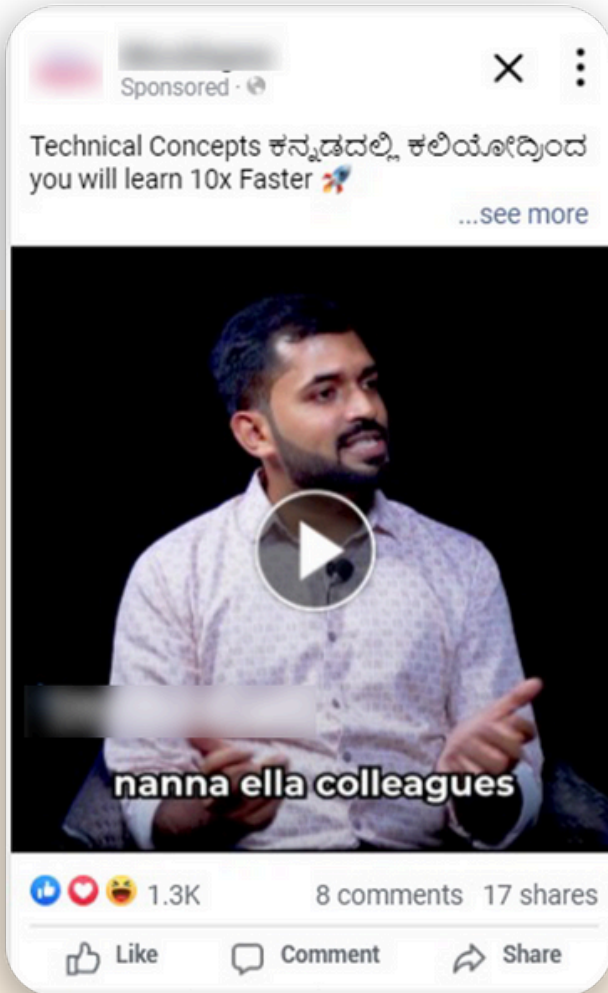 Sponsored ·
Technical Concepts ಕನ್ನಡದಲ್ಲಿ ಕಲಿಯೋದ್ರಿಂದ
you will learn 10x Faster 🚀
...see more
nanna ella colleagues
1.3K 8 comments 17 shares
Like Comment Share